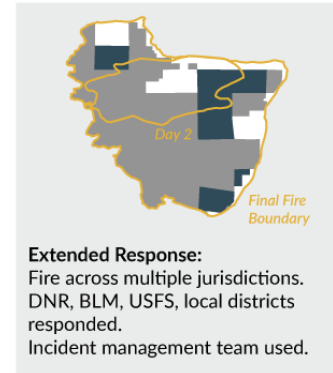 Day 2
Final Fire
Boundary
Extended Response:
Fire across multiple jurisdictions.
DNR, BLM, USFS, local districts
responded.
Incident management team used.